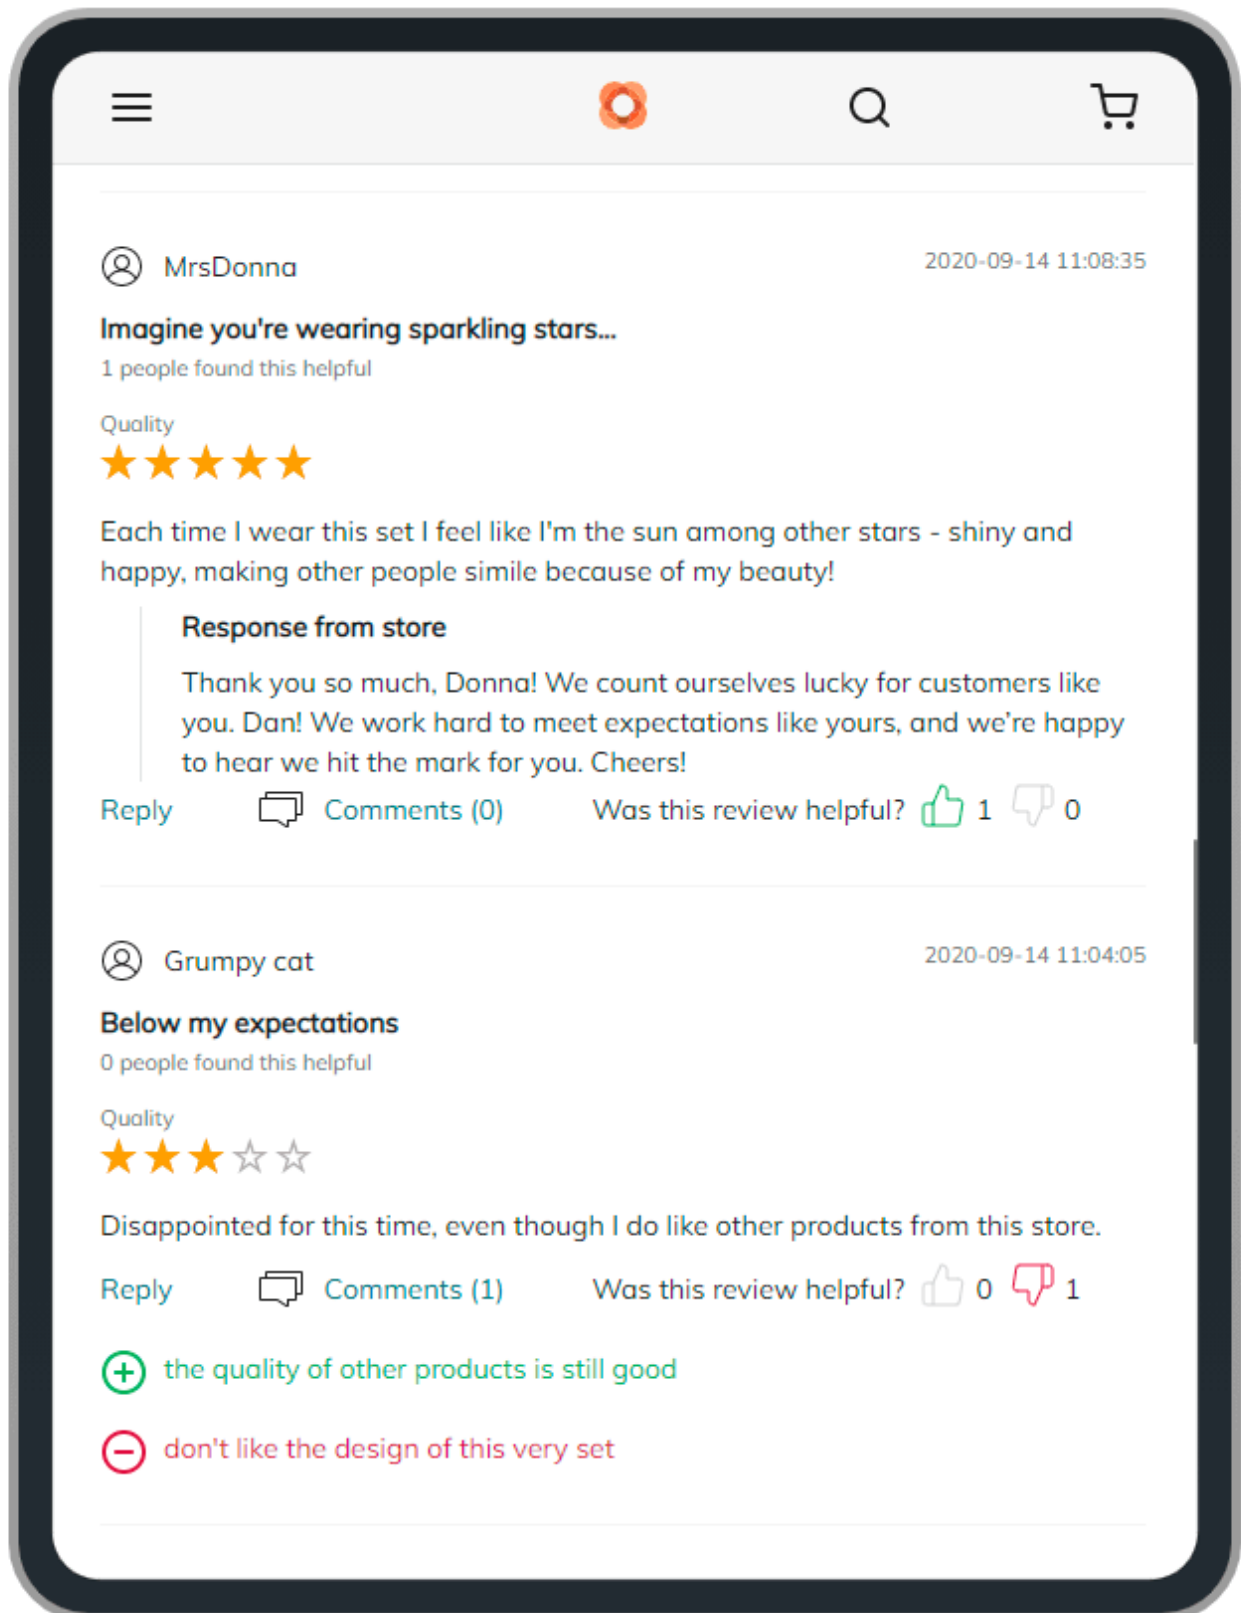 MrsDonna
2020-09-14 11:08:35
Imagine you're wearing sparkling stars...
1 people found this helpful
Quality
Each time I wear this set I feel like I'm the sun among other stars - shiny and
happy, making other people simile because of my beauty!
Response from store
Thank you so much, Donna! We count ourselves lucky for customers like
you. Dan! We work hard to meet expectations like yours, and we’re happy
to hear we hit the mark for you. Cheers!
Reply Comments (0) Was this review helpful? 1 0
Grumpy cat
2020-09-14 11:04:05
Below my expectations
0 people found this helpful
Quality
Disappointed for this time, even though I do like other products from this store.
Reply Comments (1) Was this review helpful? 0 1
the quality of other products is still good
don't like the design of this very set